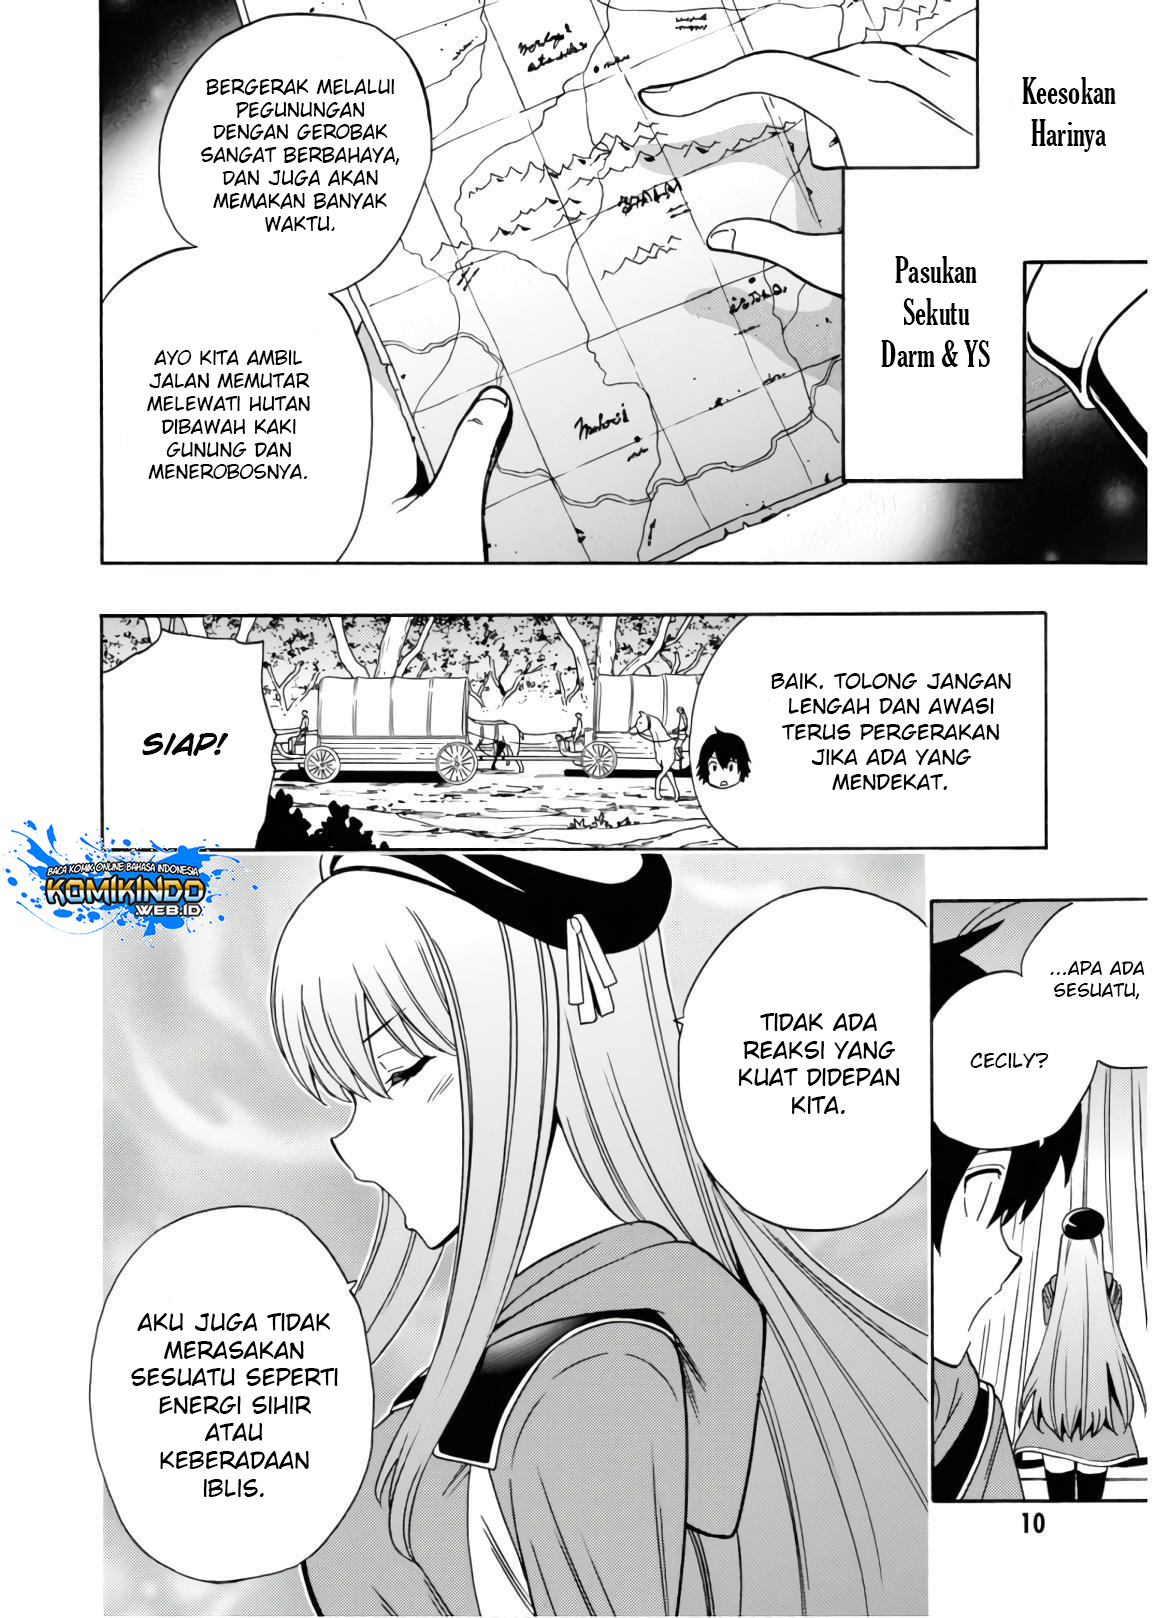 Keesokan
Harinya
Pasukan
Sekutu
Darm & YS
BERGERAK MELALUI
PEGUNUNGAN
DENGAN GEROBAK
SANGAT BERBAHAYA,
DAN JUGA AKAN
MEMAKAN BANYAK
WAKTU.
AYO KITA AMBIL
JALAN MEMUTAR
MELEWATI HUTAN
DIBAWAH KAKI
GUNUNG DAN
MENEROBOSNYA.
BAIK. TOLONG JANGAN
LENGAH DAN AWASI
TERUS PERGERAKAN
JIKA ADA YANG
MENDEKAT.
SIAP!
BACA KOMIK ONLINE BAHASA INDONESIA
KOMIKINDO
.WEB.ID
...APA ADA
SESUATU,
CECILY?
TIDAK ADA
REAKSI YANG
KUAT DIDEPAN
KITA.
AKU JUGA TIDAK
MERASAKAN
SESUATU SEPERTI
ENERGI SIHIR
ATAU
KEBERADAAN
IBLIS.
10